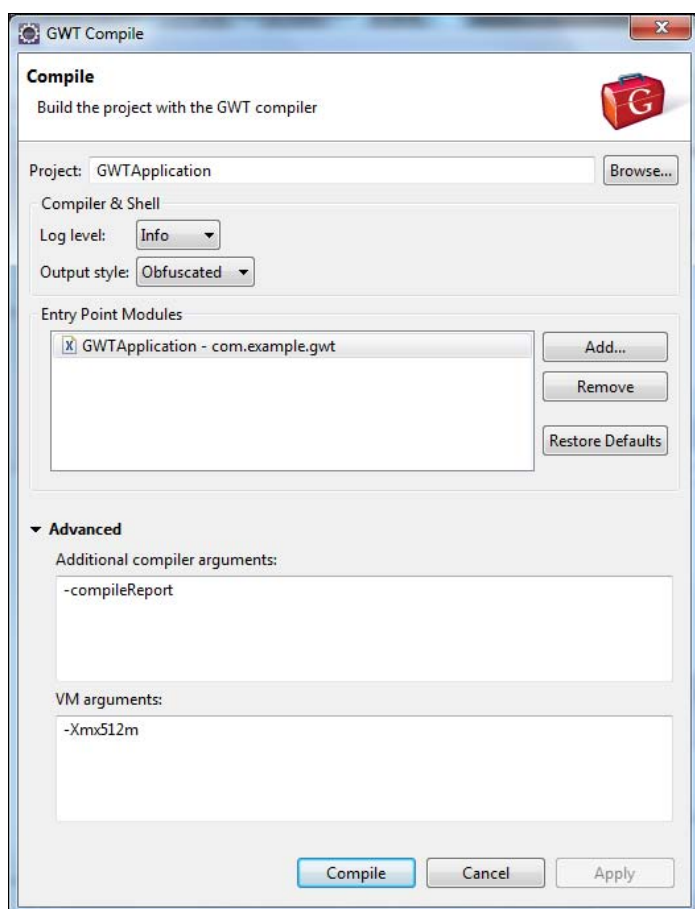 GWT Compile
Compile
Build the project with the GWT compiler
G
Project: GWTApplication Browse...
Compiler & Shell
Log level: Info
Output style: Obfuscated
Entry Point Modules
X GWTApplication - com.example.gwt
Add...
Remove
Restore Defaults
Advanced
Additional compiler arguments:
-compileReport
VM arguments:
-Xmx512m
Compile Cancel Apply